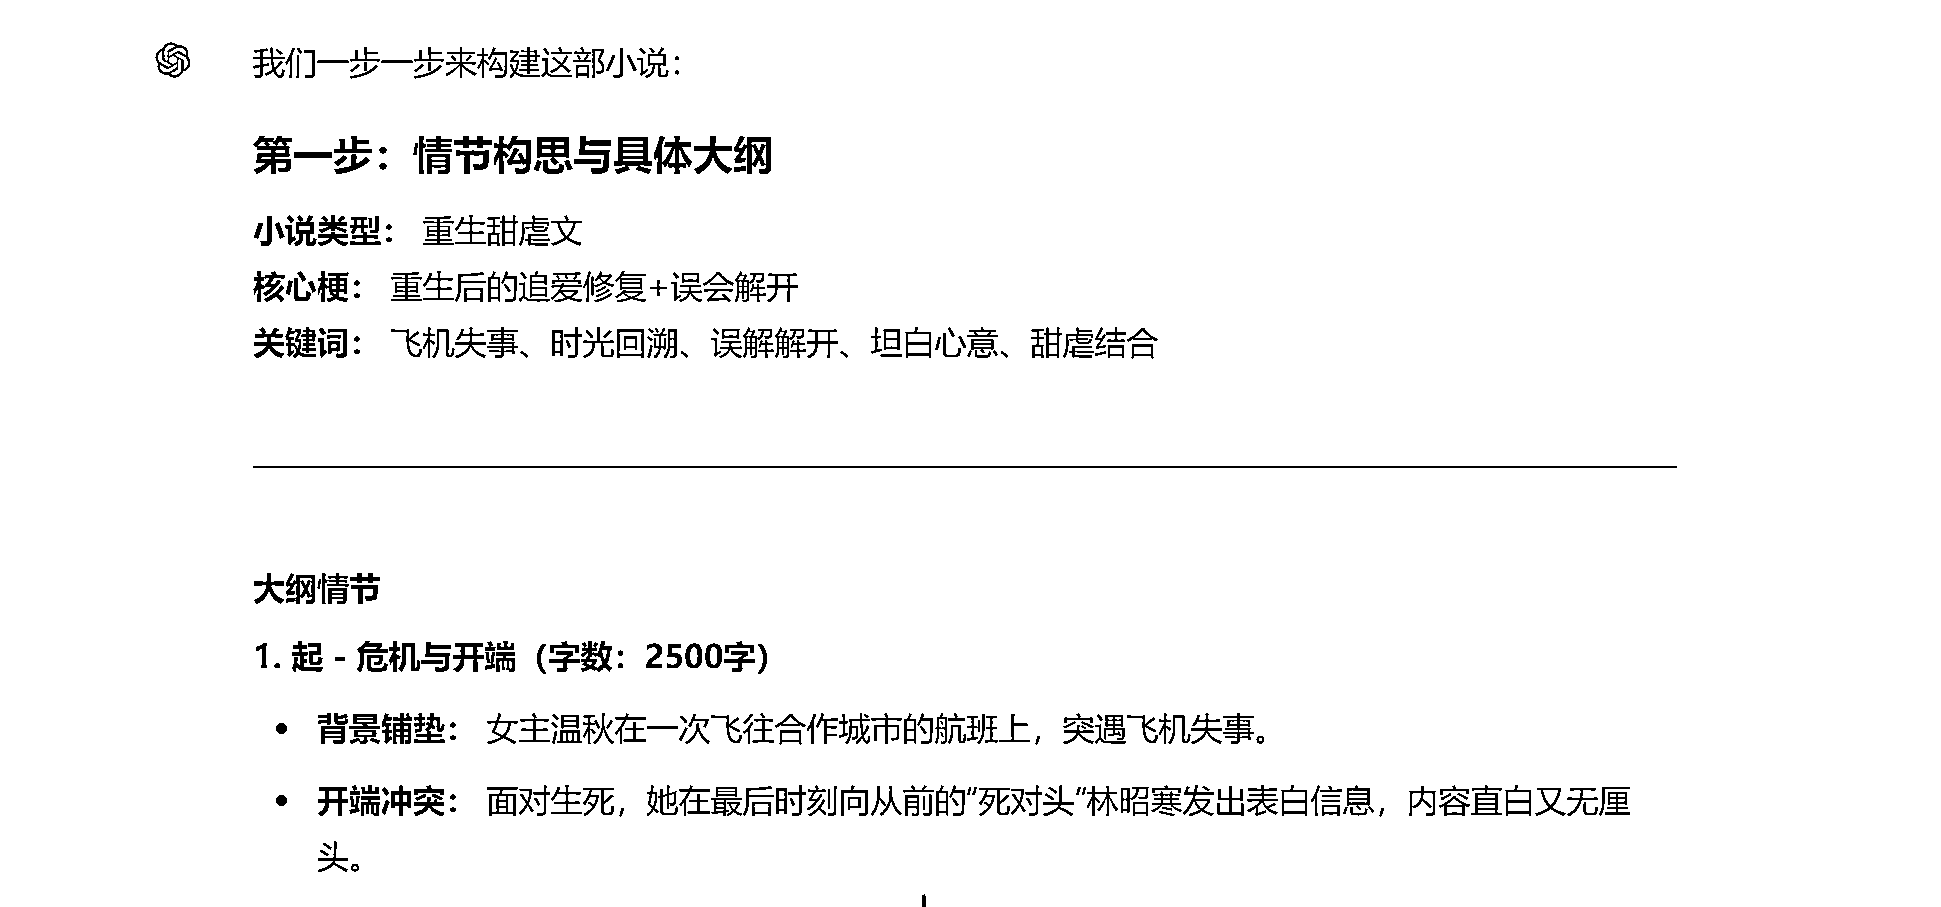 我们一步一步来构建这部小说：
第一步：情节构思与具体大纲
小说类型： 重生甜虐文
核心梗： 重生后的追爱修复+误会解开
关键词： 飞机失事、时光回溯、误解解开、坦白心意、甜虐结合
大纲情节
1. 起 - 危机与开端（字数：2500字）
• 背景铺垫： 女主温秋在一次飞往合作城市的航班上，突遇飞机失事。
• 开端冲突： 面对生死，她在最后时刻向从前的“死对头”林昭寒发出表白信息，内容直白又无厘
头。